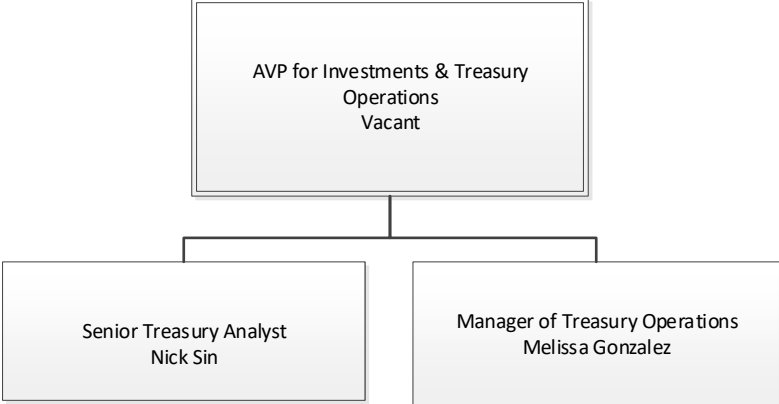 AVP for Investments & Treasury
Operations
Vacant
Senior Treasury Analyst
Nick Sin
Manager of Treasury Operations
Melissa Gonzalez